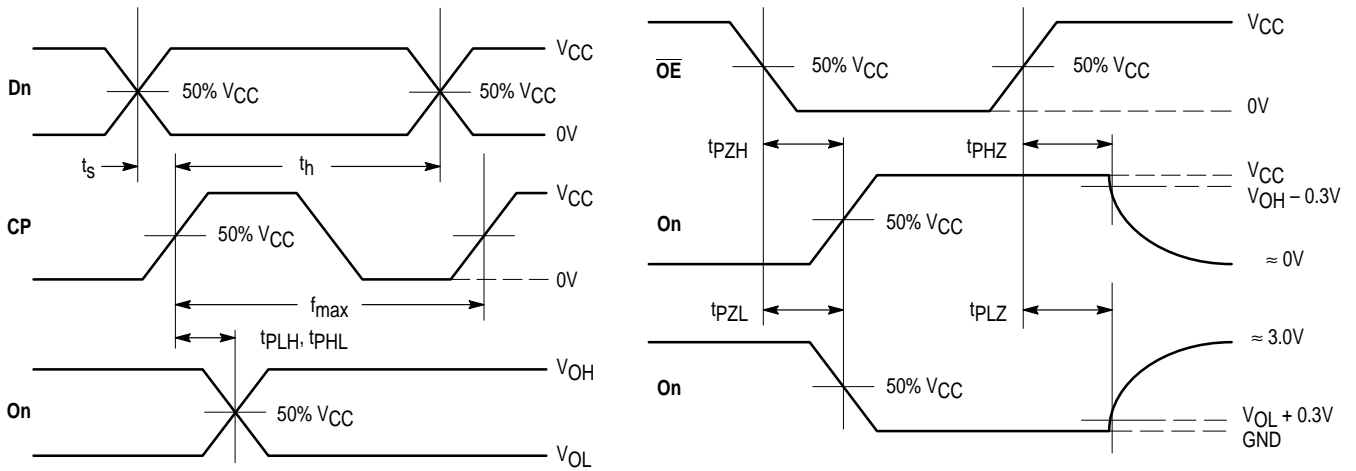 Dn
50% VCC
50% VCC
VCC
0V
ts
th
CP
50% VCC
VCC
0V
fmax
tPLH, tPHL
On
50% VCC
VOH
VOL
OE
50% VCC
50% VCC
VCC
0V
tPZH
tPHZ
On
50% VCC
VCC
VOH – 0.3V
≈ 0V
tPZL
tPLZ
On
50% VCC
≈ 3.0V
VOL + 0.3V
GND